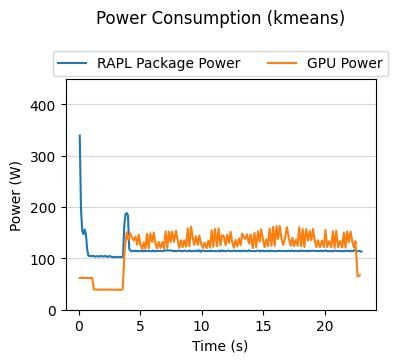 Power Consumption (kmeans)
RAPL Package Power
GPU Power
400
300
200
100
0
Power (W)
0
5
10
15
20
Time (s)